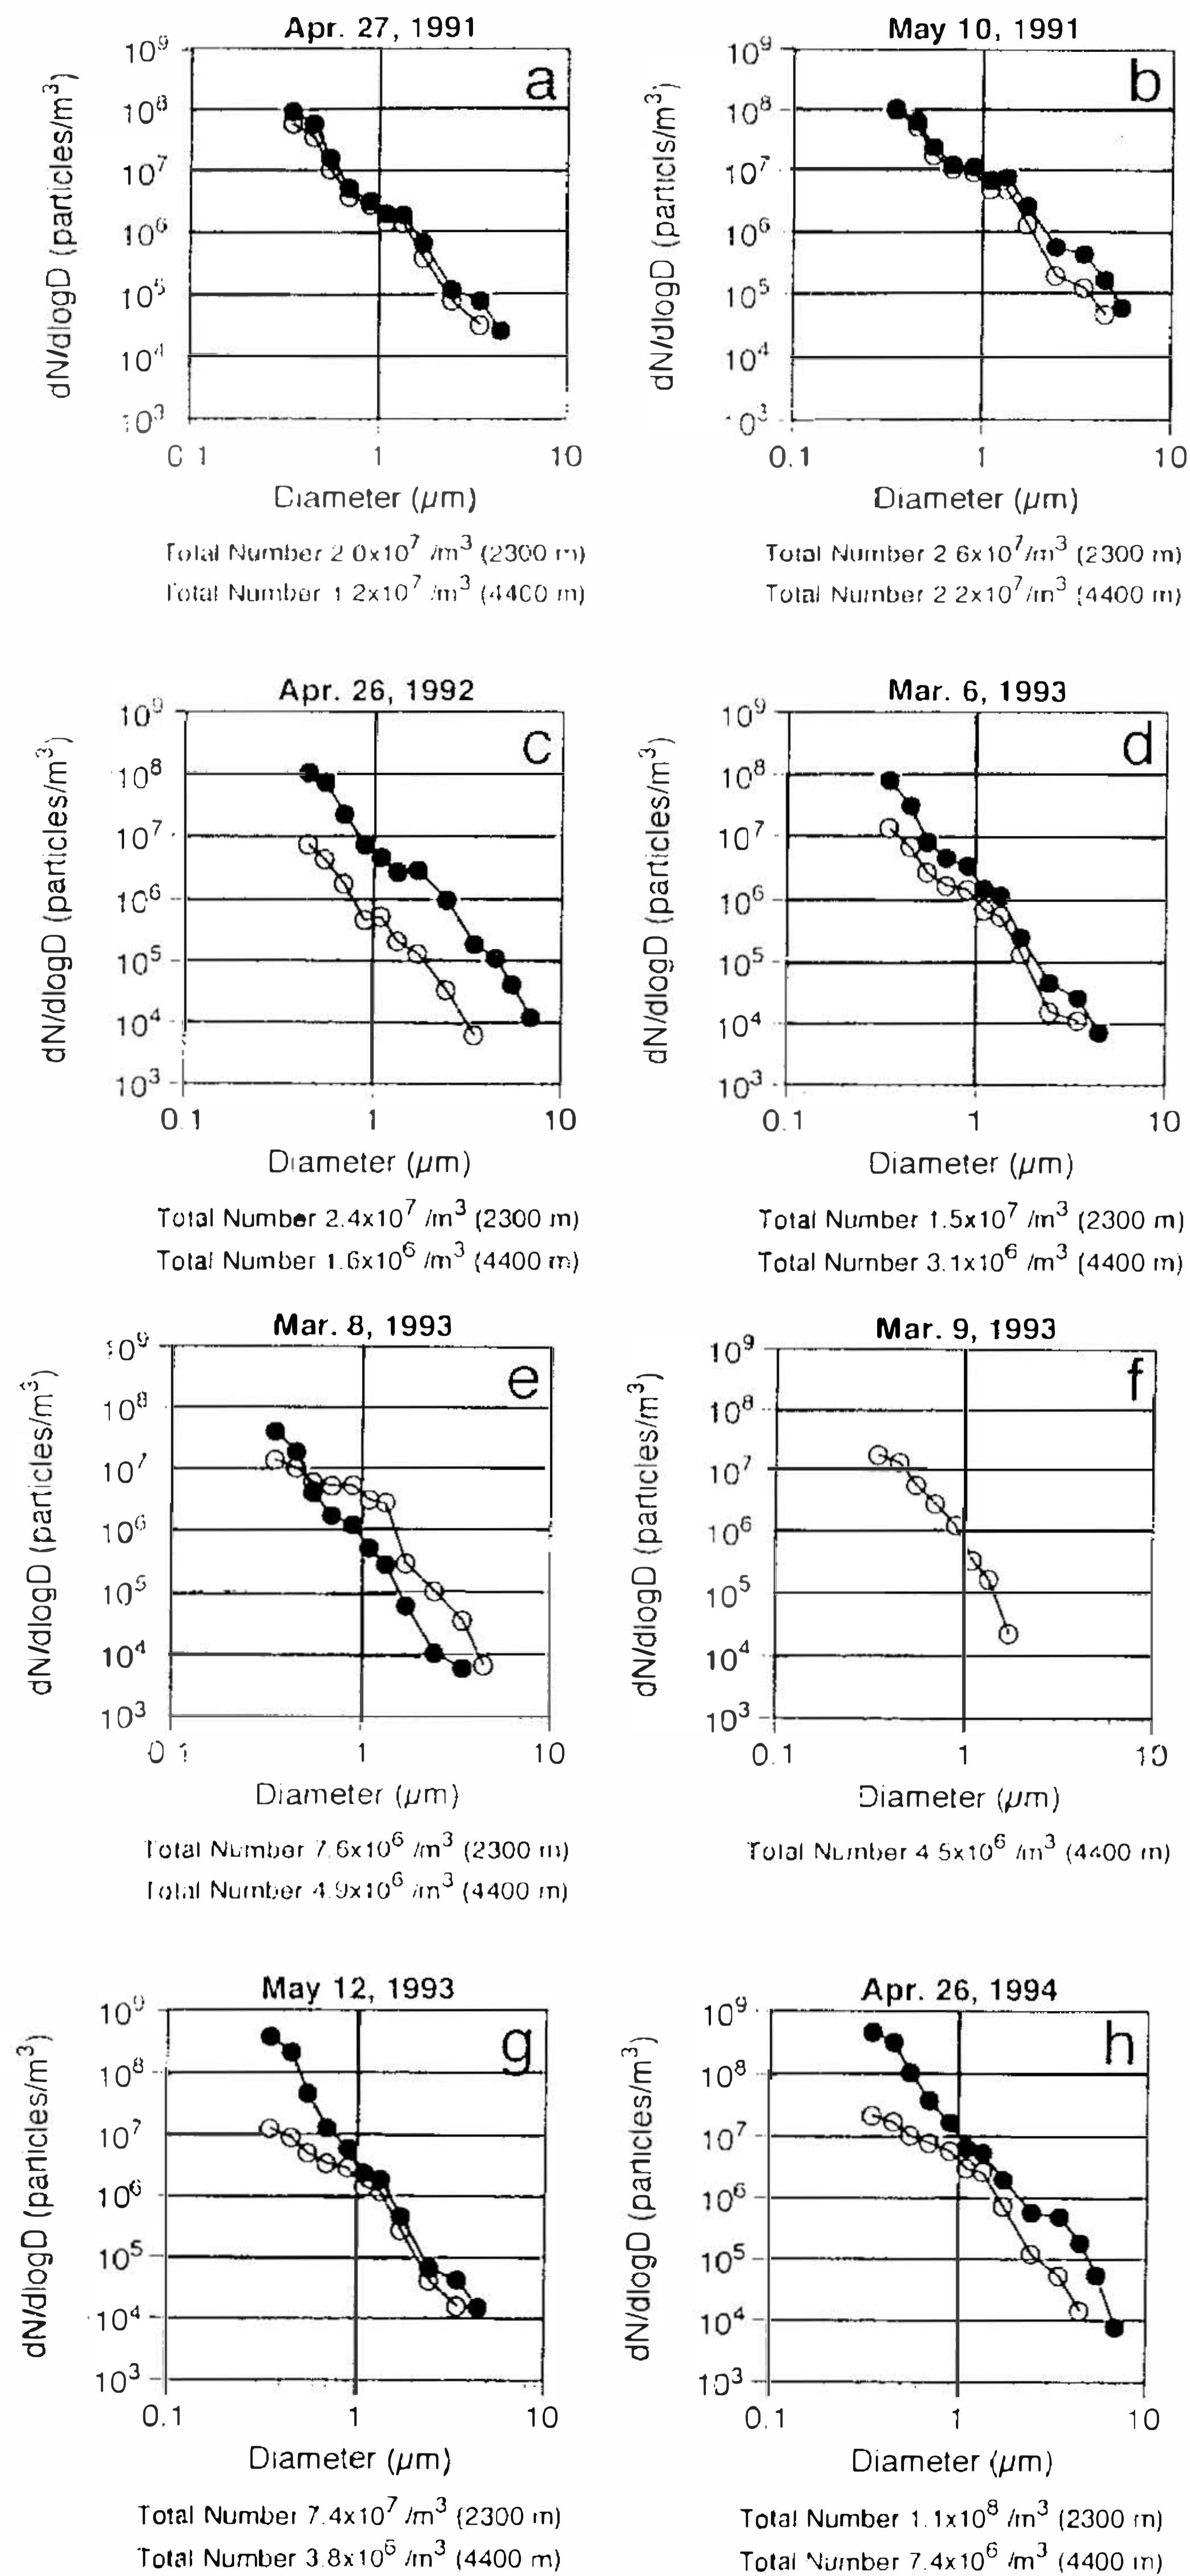 Apr. 27, 1991
a
10⁹
10⁸
10⁷
10⁶
10⁵
10⁴
10³
dN/dlogD (particles/m³)
0 1
1
10
Diameter (μm)
Total Number 2 0x10⁷ /m³ (2300 m)
Total Number 1 2x10⁷ /m³ (4400 m)
May 10, 1991
b
10⁹
10⁸
10⁷
10⁶
10⁵
10⁴
10³
dN/dlogD (particls/m³)
0.1
1
10
Diameter (μm)
Total Number 2 6x10⁷/m³ (2300 m)
Total Number 2 2x10⁷/m³ (4400 m)
Apr. 26, 1992
c
10⁹
10⁸
10⁷
10⁶
10⁵
10⁴
10³
dN/dlogD (particles/m³)
0.1
1
10
Diameter (μm)
Total Number 2.4x10⁷ /m³ (2300 m)
Total Number 1.6x10⁶ /m³ (4400 m)
Mar. 6, 1993
d
10⁹
10⁸
10⁷
10⁶
10⁵
10⁴
10³
dN/dlogD (particles/m³)
0.1
1
10
Diameter (μm)
Total Number 1.5x10⁷ /m³ (2300 m)
Total Number 3.1x10⁶ /m³ (4400 m)
Mar. 8, 1993
e
10⁹
10⁸
10⁷
10⁶
10⁵
10⁴
10³
dN/dlogD (particles/m³)
0 1
1
10
Diameter (μm)
Total Number 7.6x10⁶ /m³ (2300 m)
Total Number 4.9x10⁶ /m³ (4400 m)
Mar. 9, 1993
f
10⁹
10⁸
10⁷
10⁶
10⁵
10⁴
10³
dN/dlogD (particles/m³)
0.1
1
10
Diameter (μm)
Total Number 4 5x10⁶ /m³ (4400 m)
May 12, 1993
g
10⁹
10⁸
10⁷
10⁶
10⁵
10⁴
10³
dN/dlogD (particles/m³)
0.1
1
10
Diameter (μm)
Total Number 7.4x10⁷ /m³ (2300 m)
Total Number 3.8x10⁶ /m³ (4400 m)
Apr. 26, 1994
h
10⁹
10⁸
10⁷
10⁶
10⁵
10⁴
10³
dN/dlogD (particles/m³)
0.1
1
10
Diameter (μm)
Total Number 1.1x10⁸ /m³ (2300 m)
Total Number 7.4x10⁶ /m³ (4400 m)